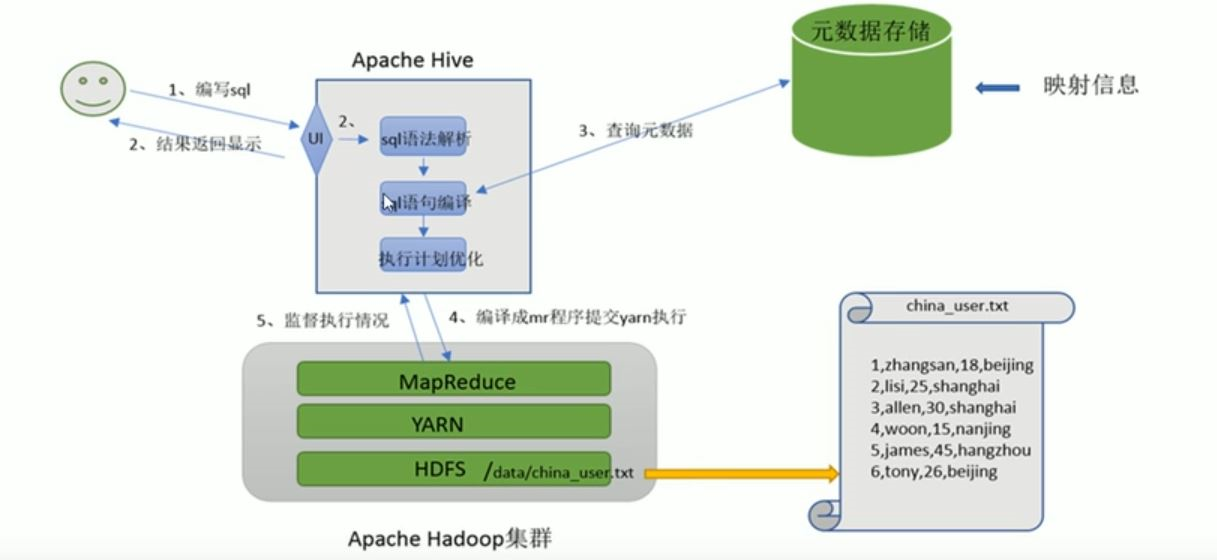 元数据存储
Apache Hive
映射信息
1、编写sql
2、
UI
sql语法解析
3、查询元数据
2、结果返回显示
sql语句编译
执行计划优化
5、监督执行情况
4、编译成mr程序提交yarn执行
china_user.txt
MapReduce
1,zhangsan,18,beijing
2,lisi,25,shanghai
3,allen,30,shanghai
4,woon,15,nanjing
5,james,45,hangzhou
6,tony,26,beijing
YARN
HDFS /data/china_user.txt
Apache Hadoop集群